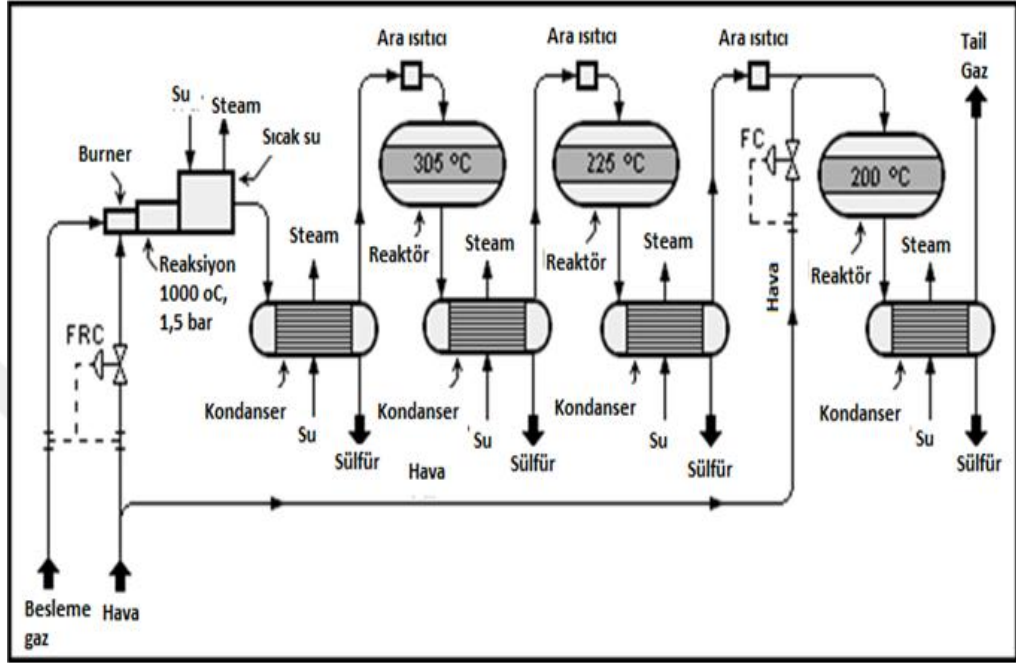 Ara ısıtıcı
Ara ısıtıcı
Ara ısıtıcı
Tail
Gaz
Su
Steam
Burner
Sıcak su
FC
305 °C
225 °C
200 °C
Reaksiyon
1000 oC,
1,5 bar
Steam
Reaktör
Steam
Reaktör
Steam
Hava
Reaktör
Steam
FRC
Kondanser
Su
Sülfür
Kondanser
Su
Sülfür
Kondanser
Su
Sülfür
Kondanser
Su
Sülfür
Hava
Besleme
gaz
Hava